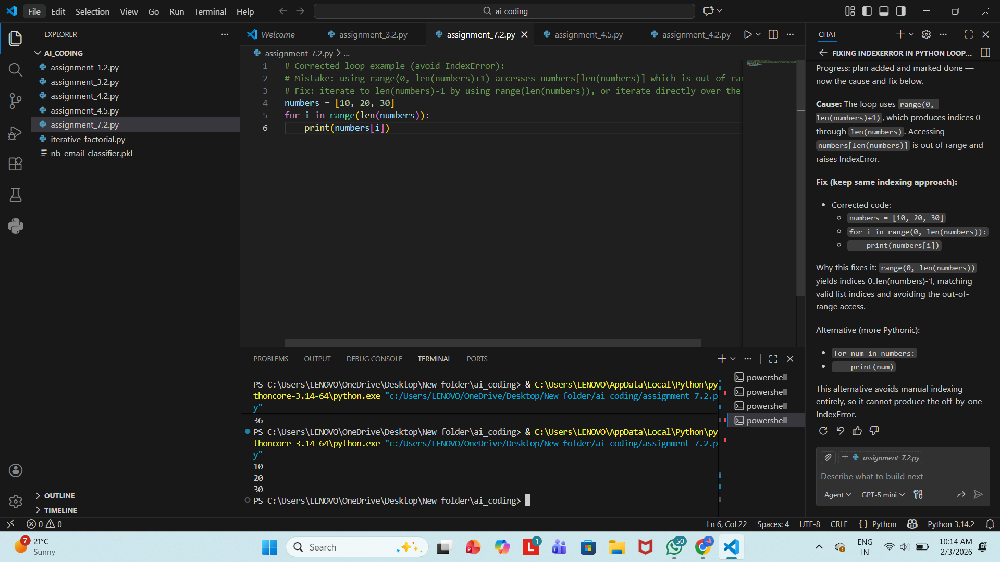 File Edit Selection View Go Run Terminal Help
ai_coding
EXPLORER
AI_CODING
assignment_1.2.py
assignment_3.2.py
assignment_4.2.py
assignment_4.5.py
assignment_7.2.py
iterative_factorial.py
nb_email_classifier.pkl
OUTLINE
TIMELINE
Welcome assignment_3.2.py assignment_7.2.py assignment_4.5.py assignment_4.2.py
assignment_7.2.py > ...
1 # Corrected loop example (avoid IndexError):
2 # Mistake: using range(0, len(numbers)+1) accesses numbers[len(numbers)] which is out of ran
3 # Fix: iterate to len(numbers)-1 by using range(len(numbers)), or iterate directly over the
4 numbers = [10, 20, 30]
5 for i in range(len(numbers)):
6 print(numbers[i])
PROBLEMS OUTPUT DEBUG CONSOLE TERMINAL PORTS
PS C:\Users\LENOVO\OneDrive\Desktop\New folder\ai_coding> & C:\Users\LENOVO\AppData\Local\Python\py
thoncore-3.14-64\python.exe "c:/Users/LENOVO/OneDrive/Desktop/New folder/ai_coding/assignment_7.2.p
y"
36
PS C:\Users\LENOVO\OneDrive\Desktop\New folder\ai_coding> & C:\Users\LENOVO\AppData\Local\Python\py
thoncore-3.14-64\python.exe "c:/Users/LENOVO/OneDrive/Desktop/New folder/ai_coding/assignment_7.2.p
y"
10
20
30
PS C:\Users\LENOVO\OneDrive\Desktop\New folder\ai_coding>
powershell
powershell
powershell
powershell
CHAT
FIXING INDEXERROR IN PYTHON LOOP...
Progress: plan added and marked done —
now the cause and fix below.
Cause: The loop uses range(0,
len(numbers)+1), which produces indices 0
through len(numbers). Accessing
numbers[len(numbers)] is out of range and
raises IndexError.
Fix (keep same indexing approach):
• Corrected code:
numbers = [10, 20, 30]
for i in range(0, len(numbers)):
print(numbers[i])
Why this fixes it: range(0, len(numbers))
yields indices 0..len(numbers)-1, matching
valid list indices and avoiding the out-of-
range access.
Alternative (more Pythonic):
• for num in numbers:
• print(num)
This alternative avoids manual indexing
entirely, so it cannot produce the off-by-one
IndexError.
+ assignment_7.2.py
Describe what to build next
Agent GPT-5 mini
0 0
Ln 6, Col 22 Spaces: 4 UTF-8 CRLF { } Python Python 3.14.2
7
21°C
Sunny
Search
1
50
ENG
IN
10:14 AM
2/3/2026